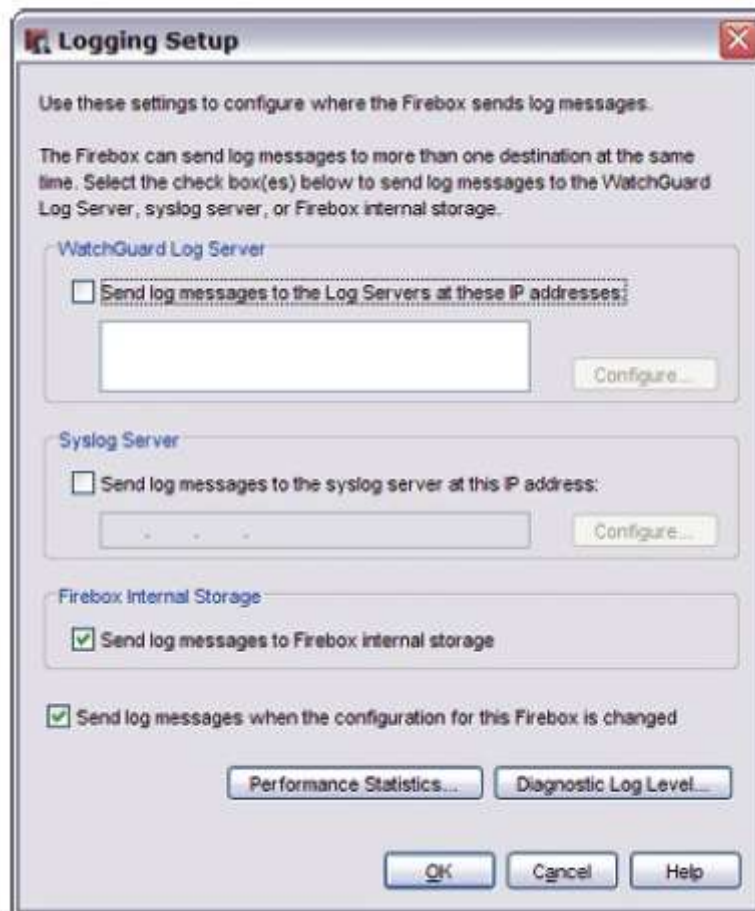 Logging Setup
Use these settings to configure where the Firebox sends log messages.
The Firebox can send log messages to more than one destination at the same
time. Select the check box(es) below to send log messages to the WatchGuard
Log Server, syslog server, or Firebox internal storage.
WatchGuard Log Server
Send log messages to the Log Servers at these IP addresses:
Configure...
Syslog Server
Send log messages to the syslog server at this IP address:
. . .
Configure...
Firebox Internal Storage
Send log messages to Firebox internal storage
Send log messages when the configuration for this Firebox is changed
Performance Statistics... Diagnostic Log Level...
OK Cancel Help